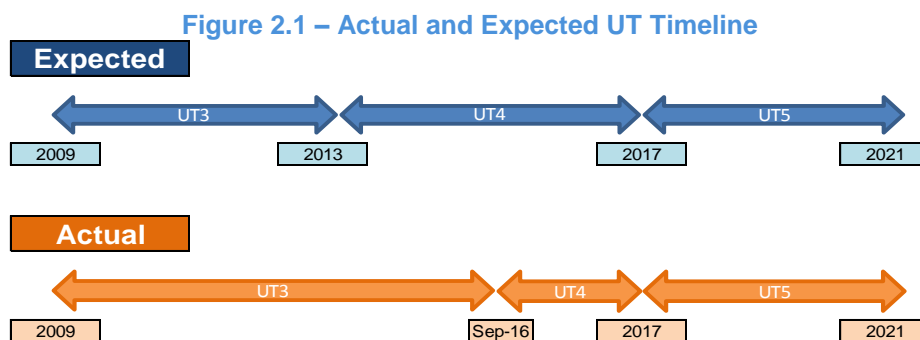 Figure 2.1 – Actual and Expected UT Timeline
Expected
UT3 UT4 UT5
2009 2013 2017 2021
Actual
UT3 UT4 UT5
2009 Sep-16 2017 2021